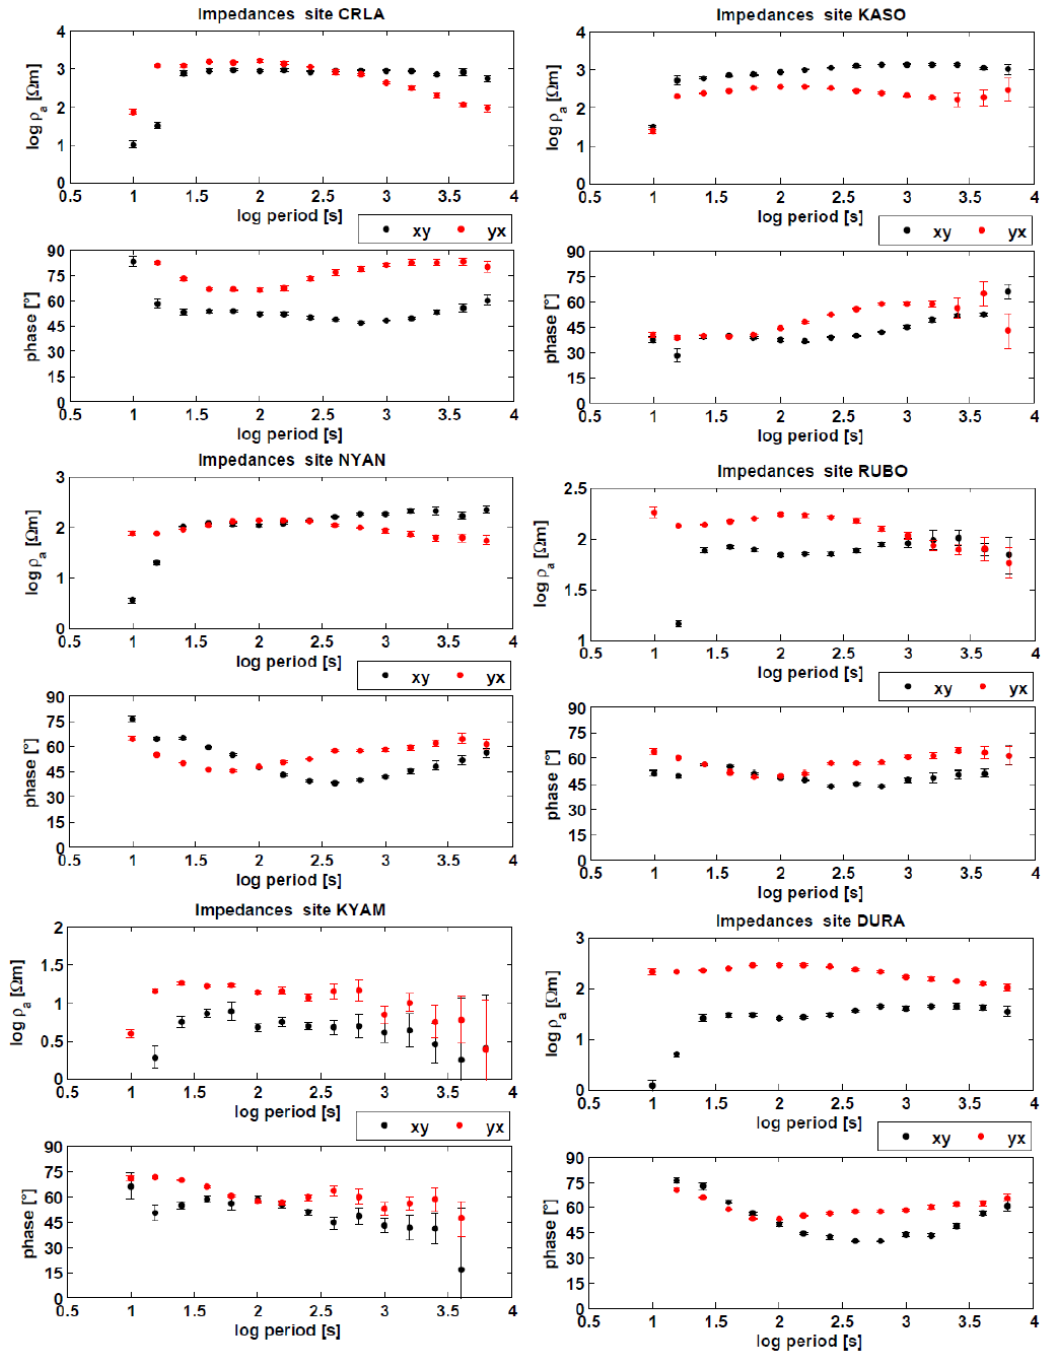 Impedances site CRLA
4
3
2
1
0
log ρa [Ωm]
0.5 1 1.5 2 2.5 3 3.5 4
log period [s]
xy yx
90
75
60
45
30
15
0
phase [°]
0.5 1 1.5 2 2.5 3 3.5 4
log period [s]
Impedances site KASO
4
3
2
1
0
log ρa [Ωm]
0.5 1 1.5 2 2.5 3 3.5 4
log period [s]
xy yx
90
75
60
45
30
15
0
phase [°]
0.5 1 1.5 2 2.5 3 3.5 4
log period [s]
Impedances site NYAN
3
2
1
0
log ρa [Ωm]
0.5 1 1.5 2 2.5 3 3.5 4
log period [s]
xy yx
90
75
60
45
30
15
0
phase [°]
0.5 1 1.5 2 2.5 3 3.5 4
log period [s]
Impedances site RUBO
2.5
2
1.5
1
log ρa [Ωm]
0.5 1 1.5 2 2.5 3 3.5 4
log period [s]
xy yx
90
75
60
45
30
15
0
phase [°]
0.5 1 1.5 2 2.5 3 3.5 4
log period [s]
Impedances site KYAM
2
1.5
1
0.5
0
log ρa [Ωm]
0.5 1 1.5 2 2.5 3 3.5 4
log period [s]
xy yx
90
75
60
45
30
15
0
phase [°]
0.5 1 1.5 2 2.5 3 3.5 4
log period [s]
Impedances site DURA
3
2
1
0
log ρa [Ωm]
0.5 1 1.5 2 2.5 3 3.5 4
log period [s]
xy yx
90
75
60
45
30
15
0
phase [°]
0.5 1 1.5 2 2.5 3 3.5 4
log period [s]